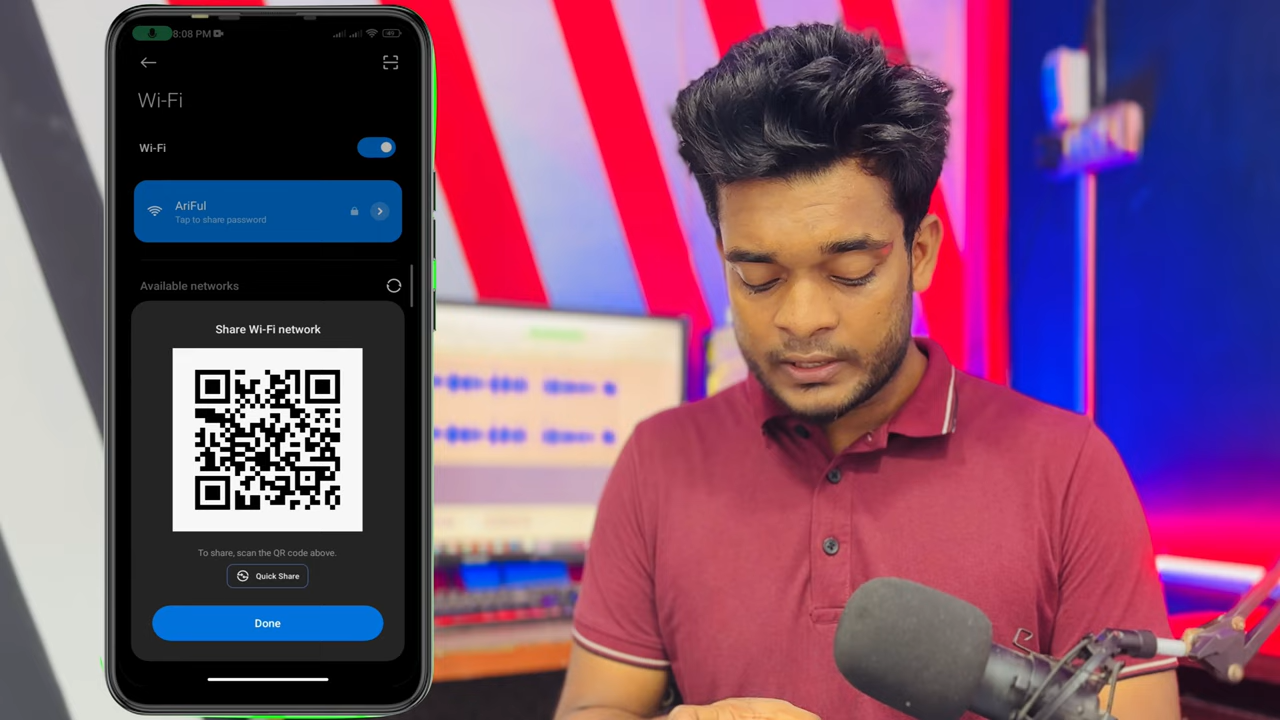 8:08 PM
49
Wi-Fi
Wi-Fi
AriFul
Tap to share password
Available networks
Share Wi-Fi network
To share, scan the QR code above.
Quick Share
Done